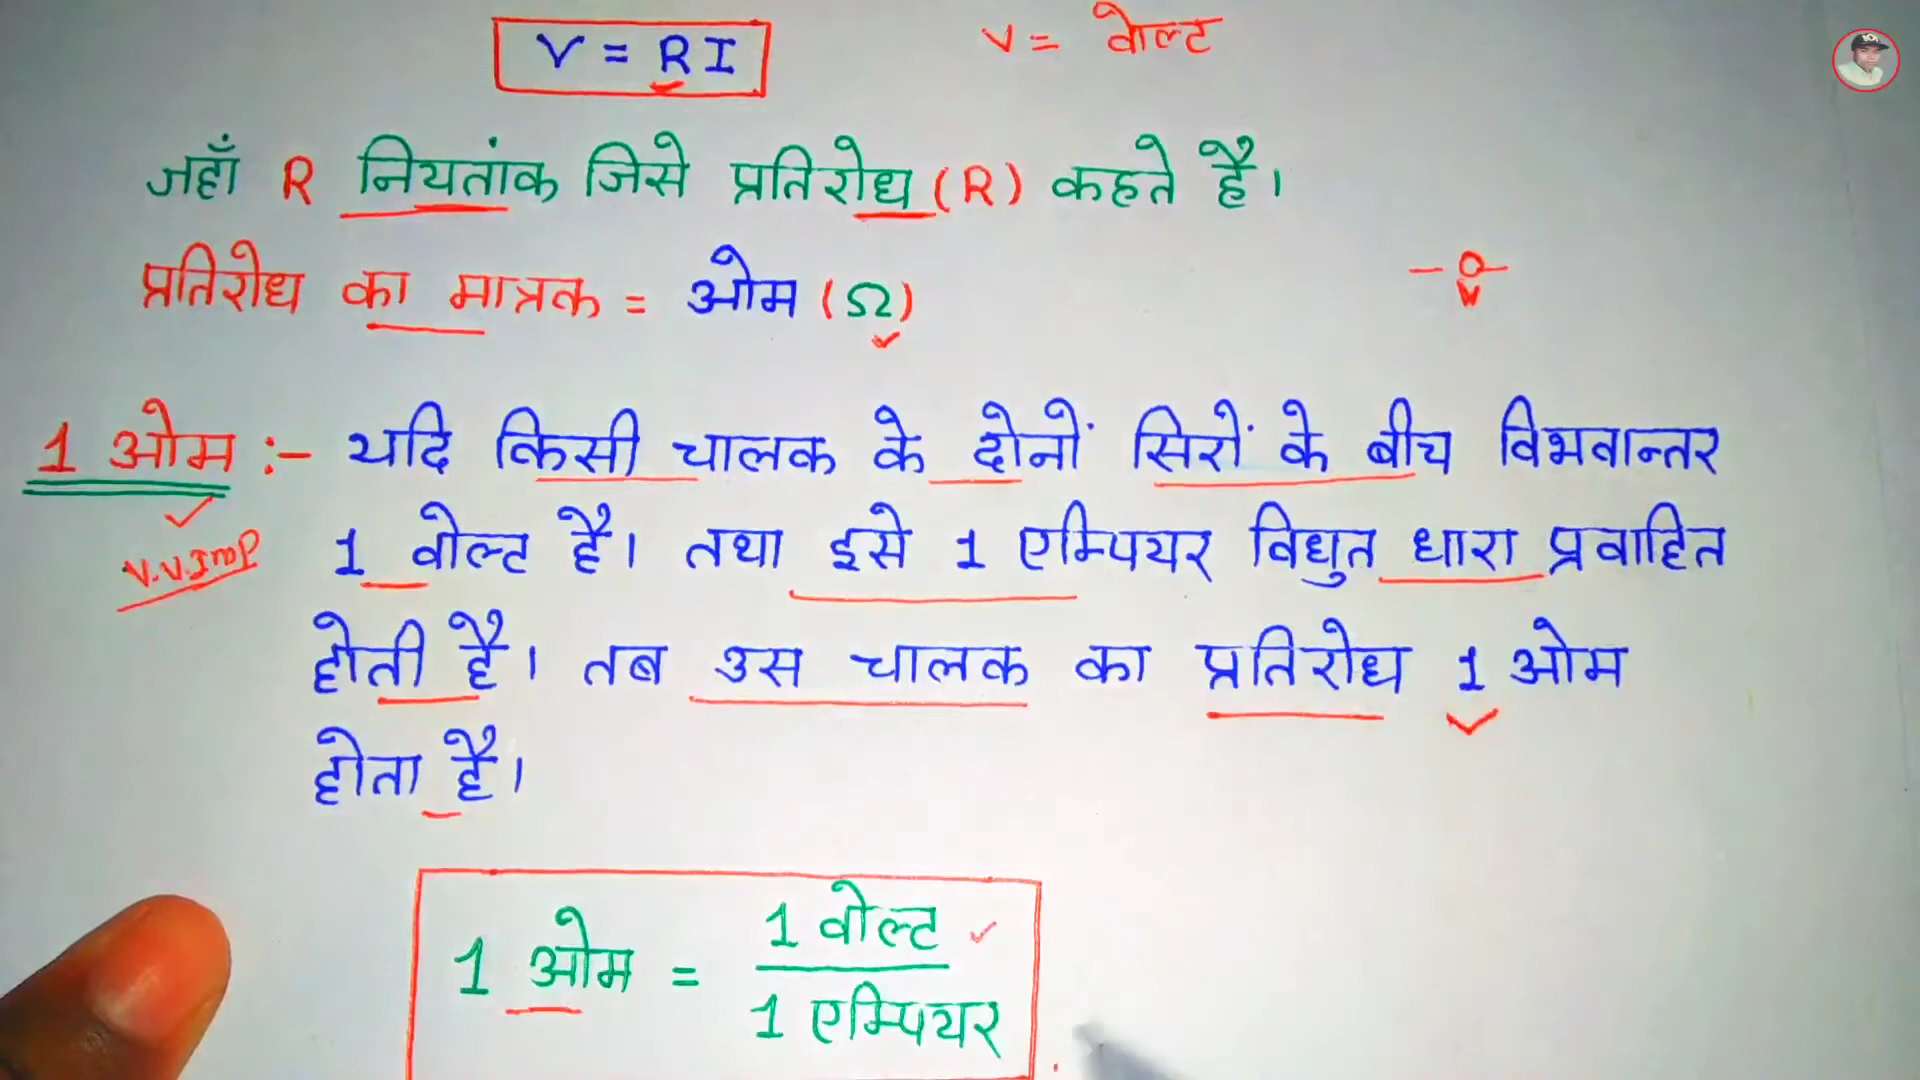 V = RI
V = वोल्ट
जहाँ R नियतांक जिसे प्रतिरोध (R) कहते है।
प्रतिरोध का मात्रक = ओम (Ω)
1 ओम :- यदि किसी चालक के दोनों सिरों के बीच विभवान्तर
V.V.Imp
1 वोल्ट है। तथा इसे 1 एम्पियर विधुत धारा प्रवाहित
होती है। तब उस चालक का प्रतिरोध 1 ओम
होता है।
1 ओम = 1 वोल्ट
1 एम्पियर